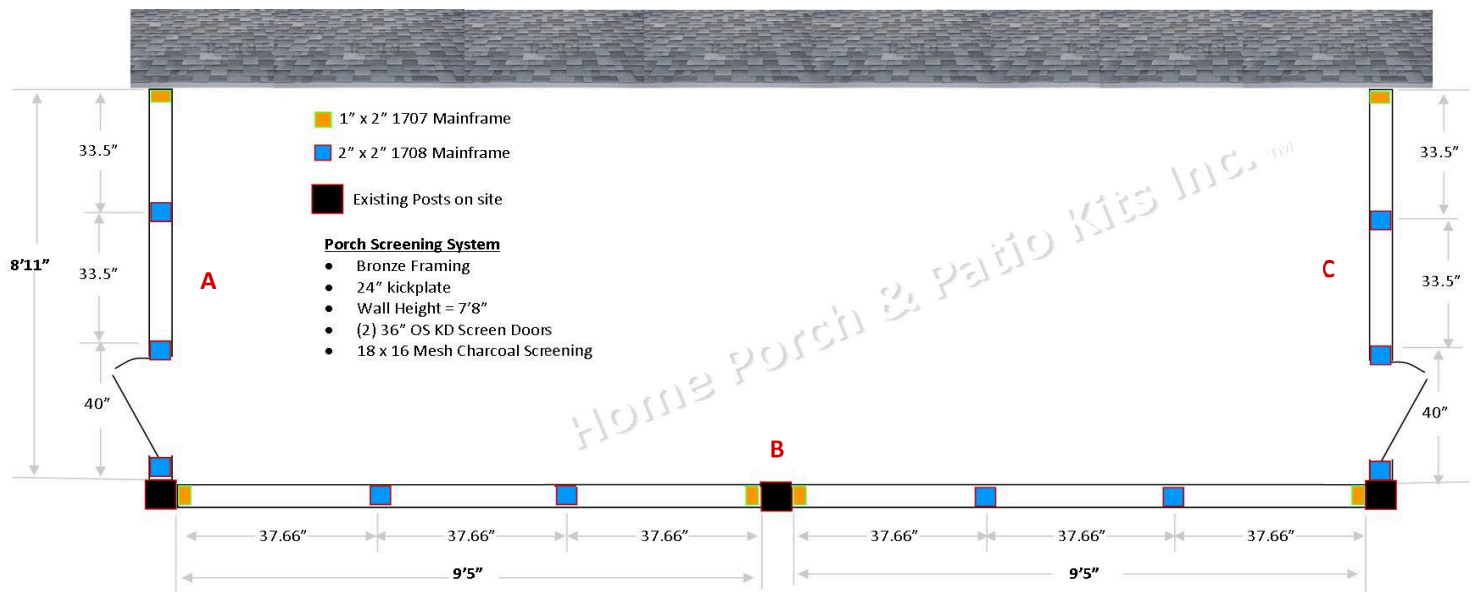 1” x 2” 1707 Mainframe
2” x 2” 1708 Mainframe
Existing Posts on site
Porch Screening System
• Bronze Framing
• 24” kickplate
• Wall Height = 7’8”
• (2) 36” OS KD Screen Doors
• 18 x 16 Mesh Charcoal Screening
33.5”
33.5”
40”
8’11”
A
33.5”
33.5”
40”
C
B
Home Porch & Patio Kits Inc. TM
37.66”
37.66”
37.66”
37.66”
37.66”
37.66”
9’5”
9’5”